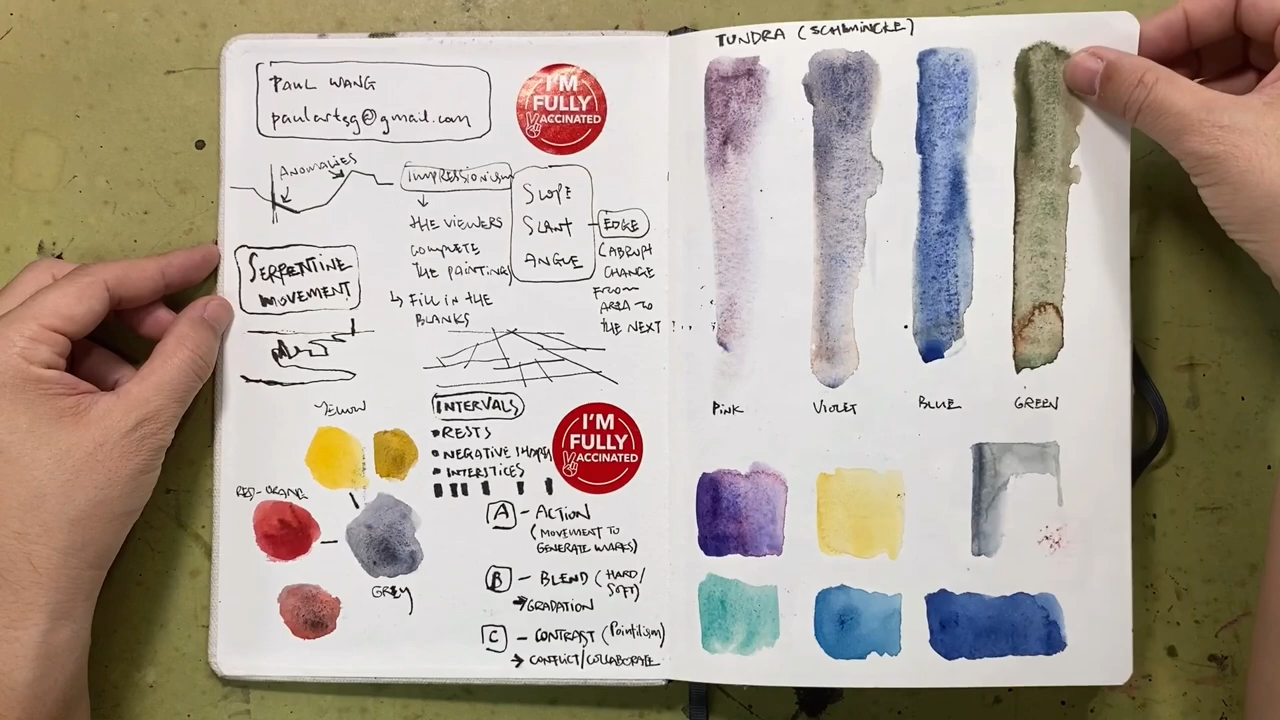 PAUL WANG
paulartsg@gmail.com
I'M
FULLY
VACCINATED
ANOMALIES
IMPRESSIONISM
↓
THE VIEWERS
COMPLETE
THE PAINTING
↳ FILL IN THE
BLANKS
SLOPE
SLANT
ANGLE
EDGE
(ABRUPT
CHANGE
FROM
AREA TO
THE NEXT
SERPENTINE
MOVEMENT
YELLOW
RED-ORANG
GREY
INTERVALS
• RESTS
• NEGATIVE SHAPES
• INTERSTICES
I'M
FULLY
VACCINATED
A - ACTION
(MOVEMENT TO
GENERATE MARKS)
B - BLEND (HARD/
SOFT)
→ GRADATION
C - CONTRAST (Pointilism)
→ CONFLICT/COLLABORATE
TUNDRA (SCHMINCKE)
PINK
VIOLET
BLUE
GREEN